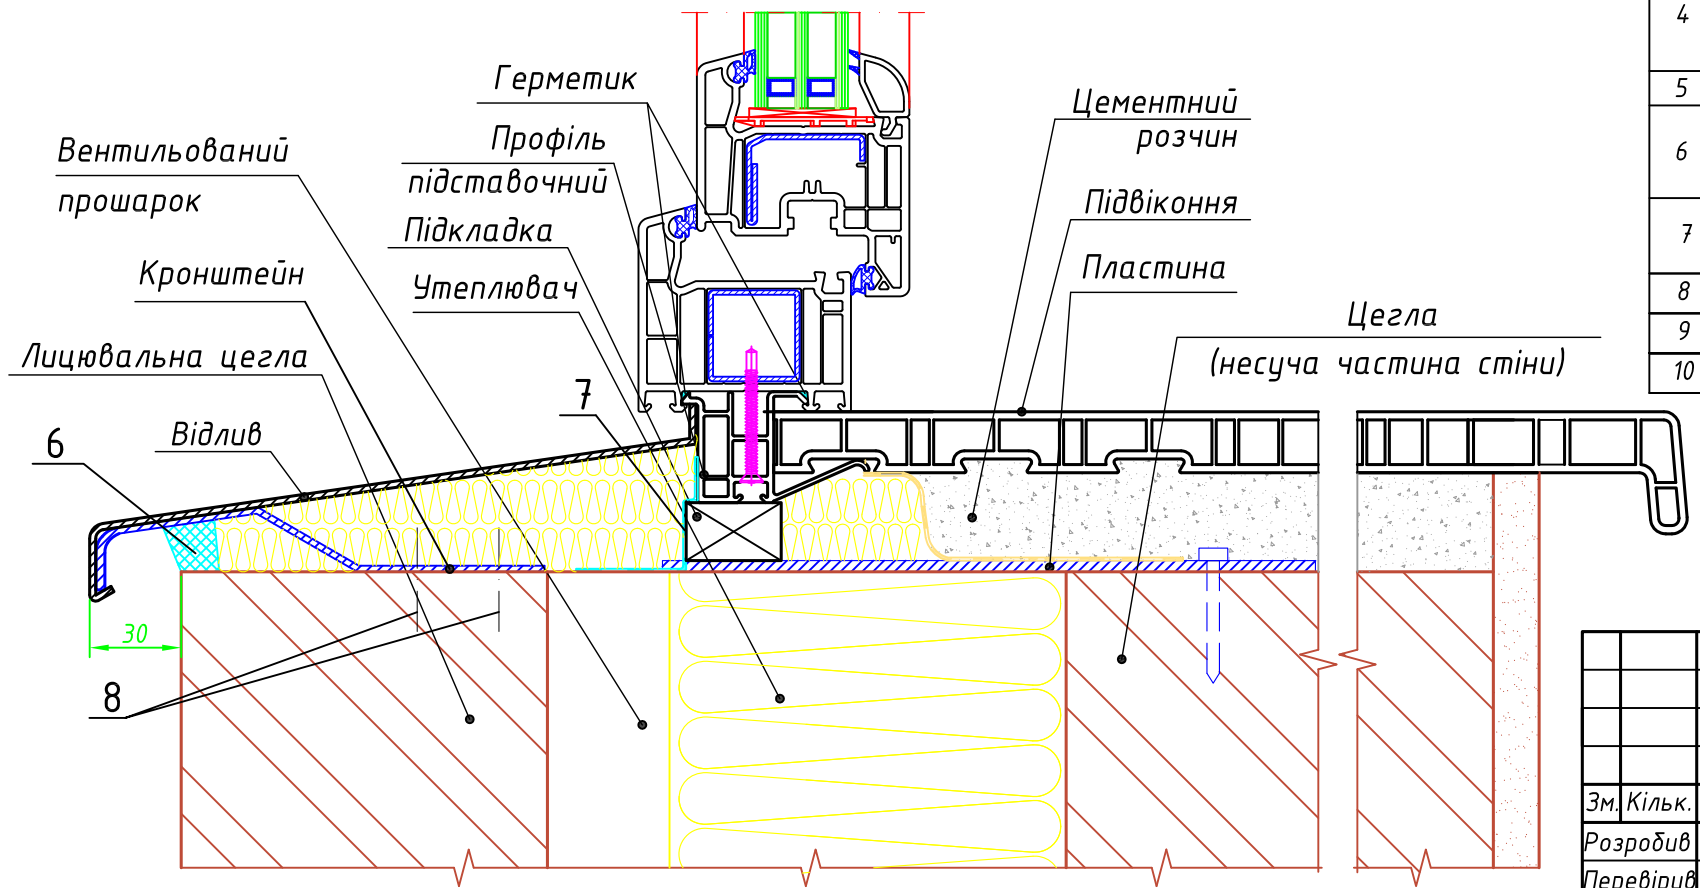 Герметик
Цементний
розчин
Профіль
підставочний
Вентильований
прошарок
Підвіконня
Підкладка
Пластина
Кронштейн
Утеплювач
Цегла
(несуча частина стіни)
Лицювальна цегла
7
Відлив
6
30
8
4
5
6
7
8
9
10
Зм. Кільк.
Розробив
Перевірив